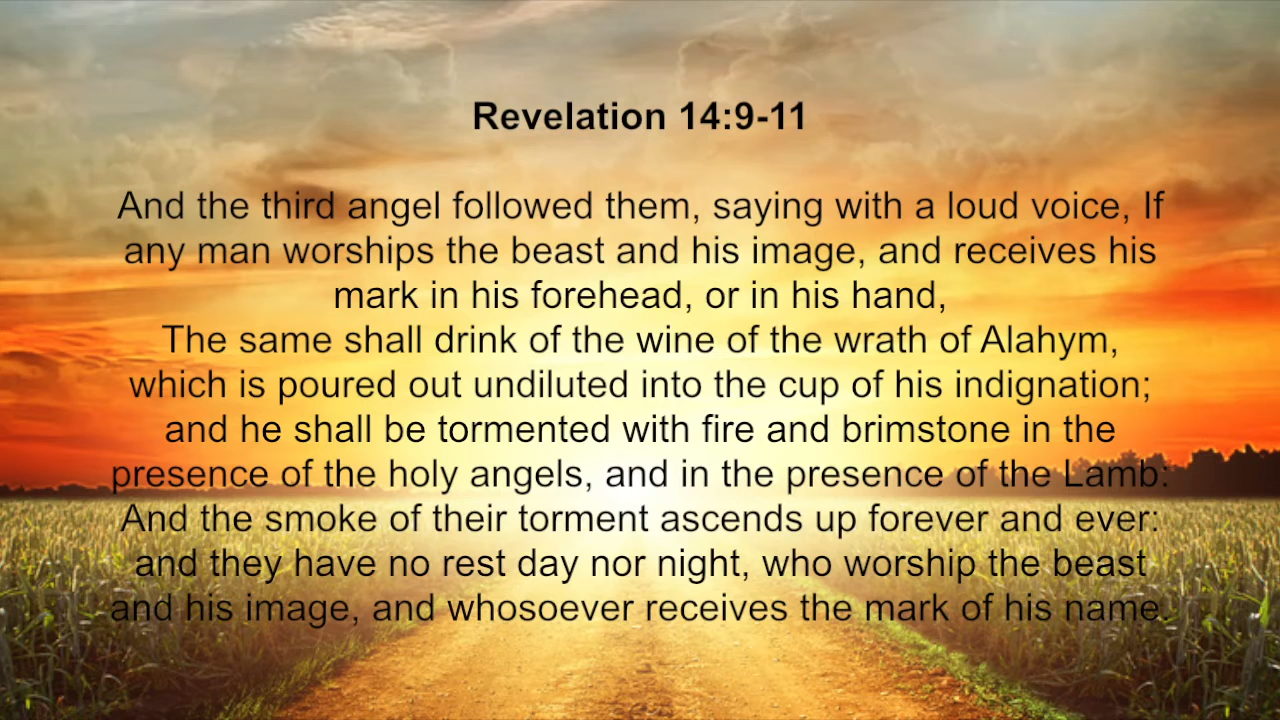 Revelation 14:9-11
And the third angel followed them, saying with a loud voice, If
any man worships the beast and his image, and receives his
mark in his forehead, or in his hand,
The same shall drink of the wine of the wrath of Alahym,
which is poured out undiluted into the cup of his indignation;
and he shall be tormented with fire and brimstone in the
presence of the holy angels, and in the presence of the Lamb:
And the smoke of their torment ascends up forever and ever:
and they have no rest day nor night, who worship the beast
and his image, and whosoever receives the mark of his name.